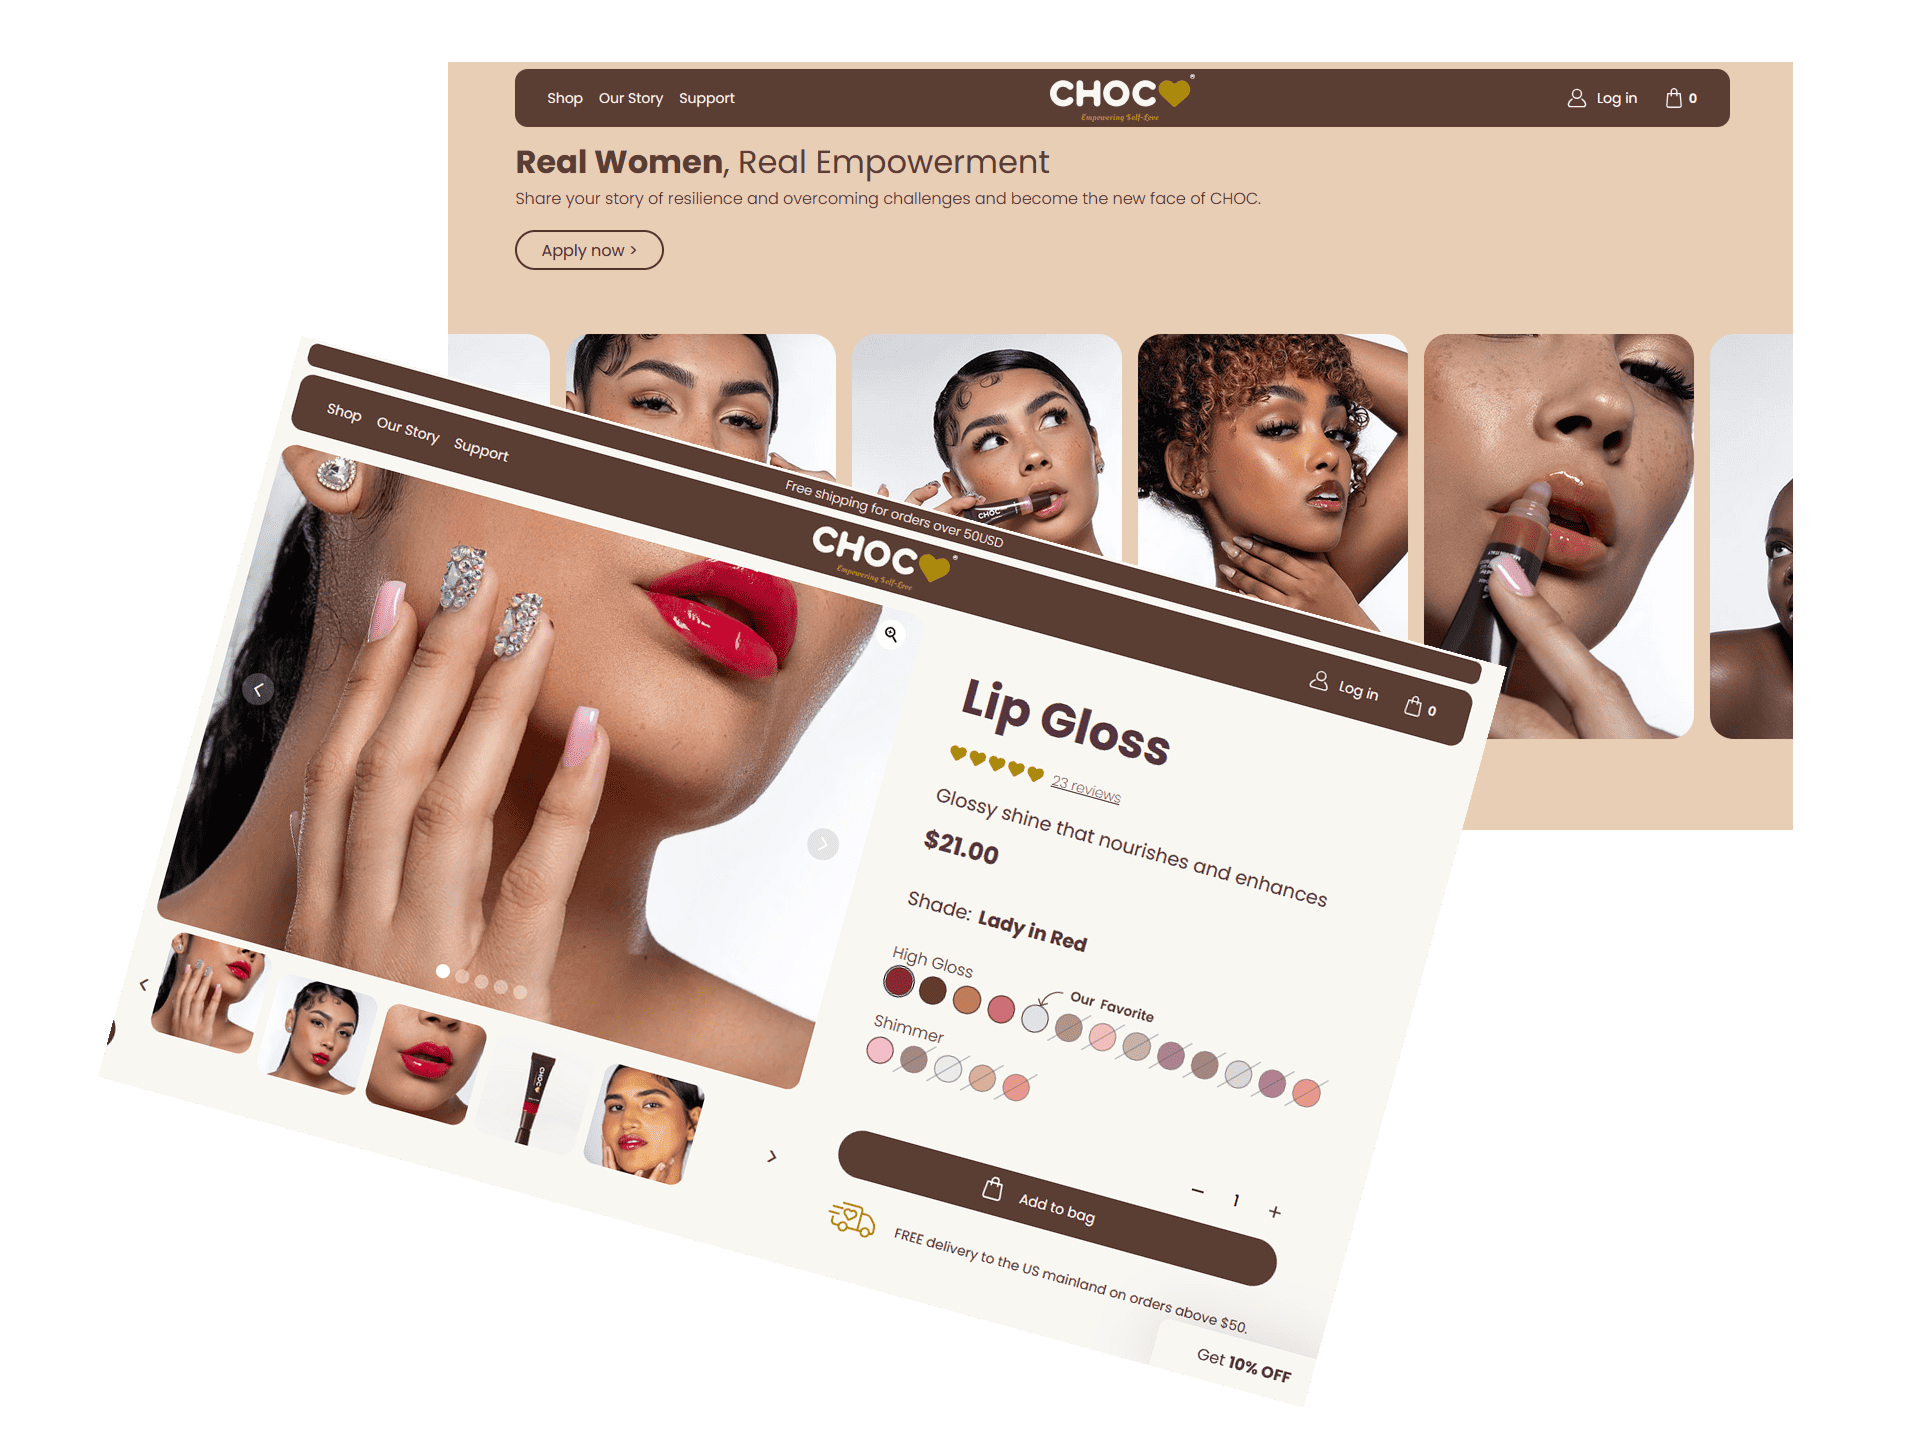 Shop Our Story Support
CHOC
®
Empowering Self-Love
Log in
0
Real Women, Real Empowerment
Share your story of resilience and overcoming challenges and become the new face of CHOC.
Apply now >
CHOC
Free shipping for orders over 50USD
Shop Our Story Support
CHOC
®
Empowering Self-Love
Log in
0
Lip Gloss
23 reviews
Glossy shine that nourishes and enhances
$21.00
Shade: Lady in Red
High Gloss
Our Favorite
Shimmer
CHOC
− 1 +
Add to bag
FREE delivery to the US mainland on orders above $50.
Get 10% OFF